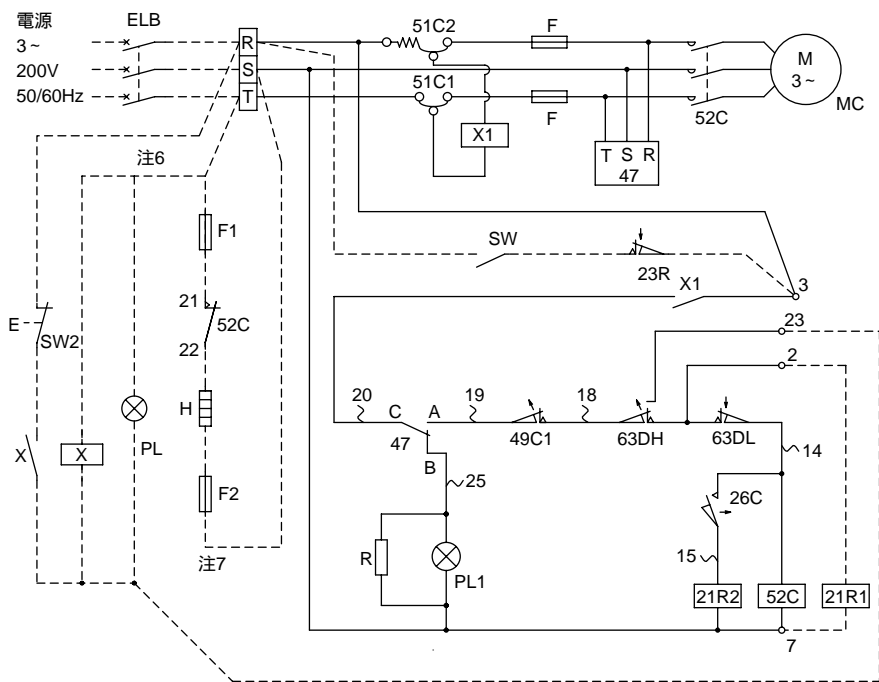 電源 ELB
3~
200V
50/60Hz
R
S
T
51C2
F
51C1
X1
F
52C
M
3~
MC
T S R
47
注6
F1
SW
23R
3
X1
21
52C
22
23
2
E
SW2
H
20
C
A
19
18
47
B
49C1
63DH
63DL
14
PL
X
X
F2
25
26C
15
R
PL1
注7
21R2
52C
21R1
7